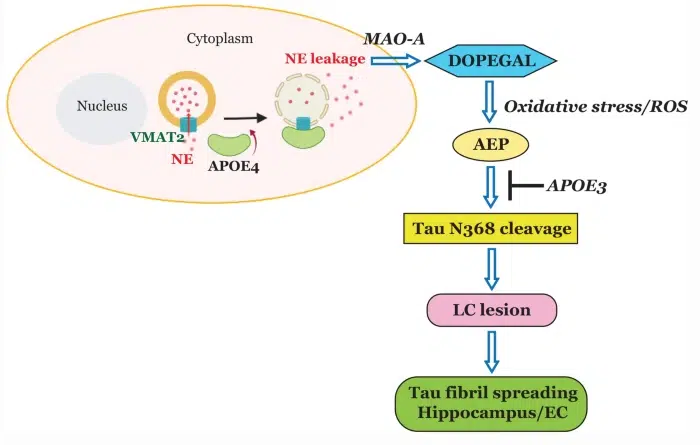 Cytoplasm
NE leakage
MAO-A
DOPEGAL
Nucleus
VMAT2
NE
APOE4
Oxidative stress/ROS
AEP
APOE3
Tau N368 cleavage
LC lesion
Tau fibril spreading
Hippocampus/EC